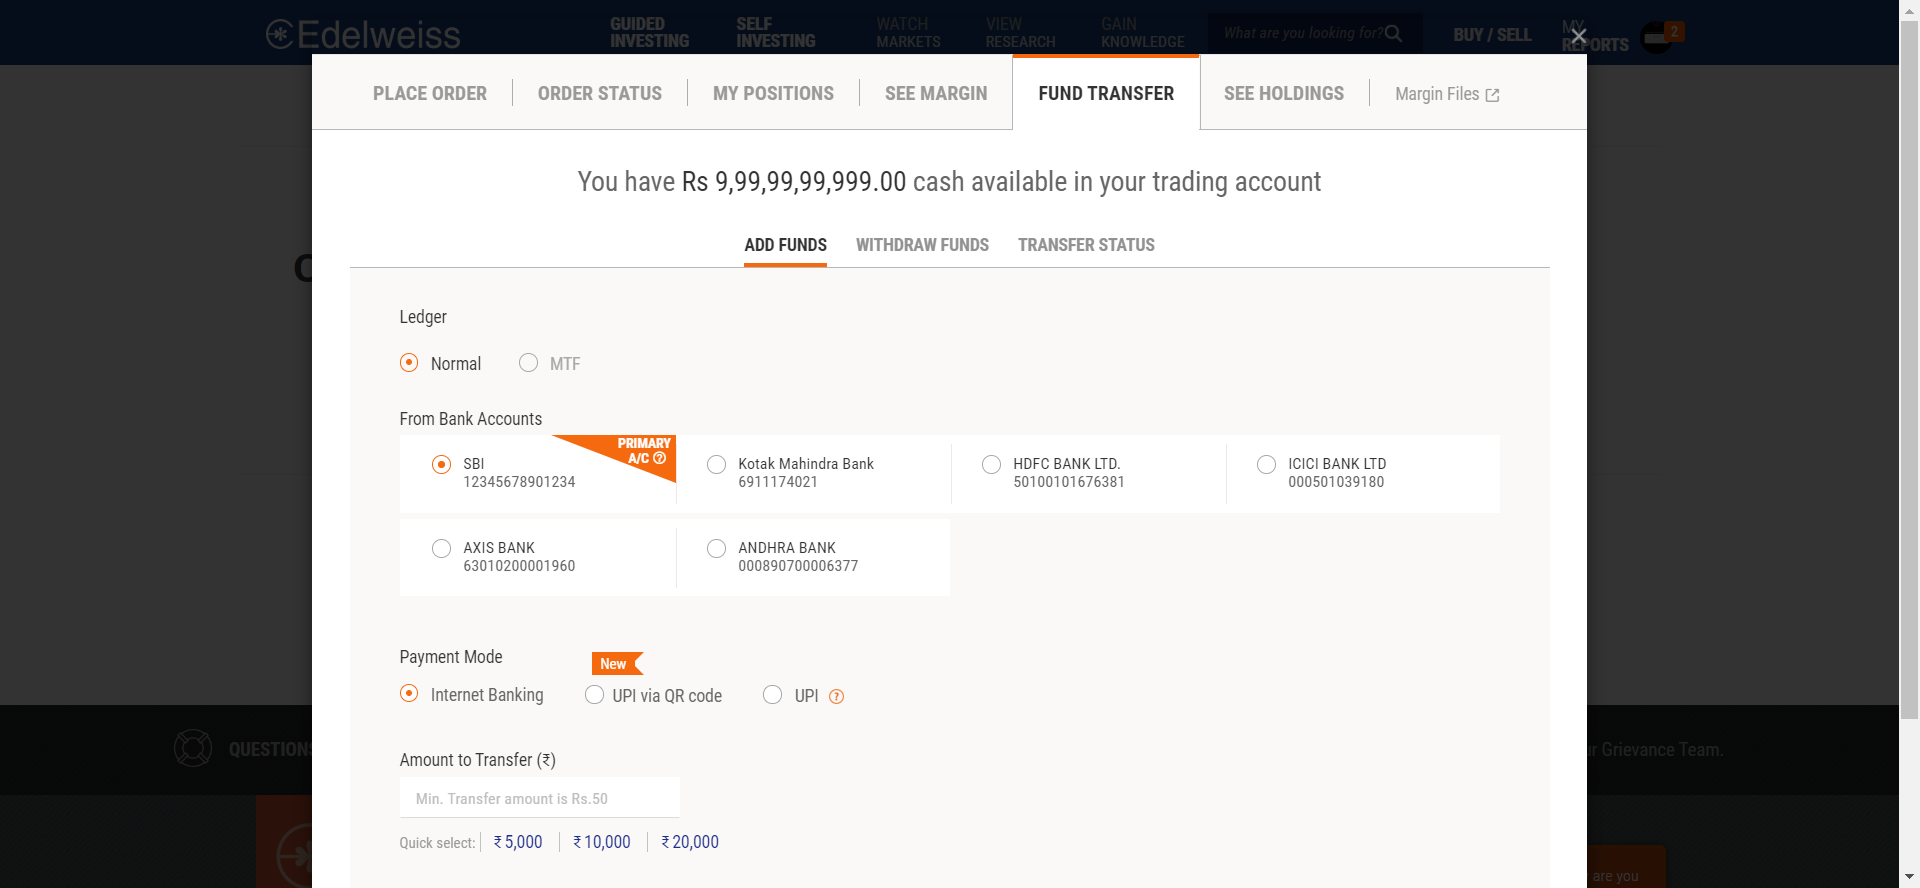 Edelweiss
GUIDED INVESTING
SELF INVESTING
WATCH MARKETS
VIEW RESEARCH
GAIN KNOWLEDGE
What are you looking for?
BUY / SELL
MY REPORTS
2
PLACE ORDER
ORDER STATUS
MY POSITIONS
SEE MARGIN
FUND TRANSFER
SEE HOLDINGS
Margin Files
You have Rs 9,99,99,99,999.00 cash available in your trading account
ADD FUNDS
WITHDRAW FUNDS
TRANSFER STATUS
Ledger
Normal
MTF
From Bank Accounts
PRIMARY
A/C ?
SBI
12345678901234
Kotak Mahindra Bank
6911174021
HDFC BANK LTD.
50100101676381
ICICI BANK LTD
000501039180
AXIS BANK
63010200001960
ANDHRA BANK
000890700006377
Payment Mode
New
Internet Banking
UPI via QR code
UPI ?
QUESTIONS
Grievance Team.
Amount to Transfer (₹)
Min. Transfer amount is Rs.50
Quick select:
₹ 5,000
₹ 10,000
₹ 20,000
are you